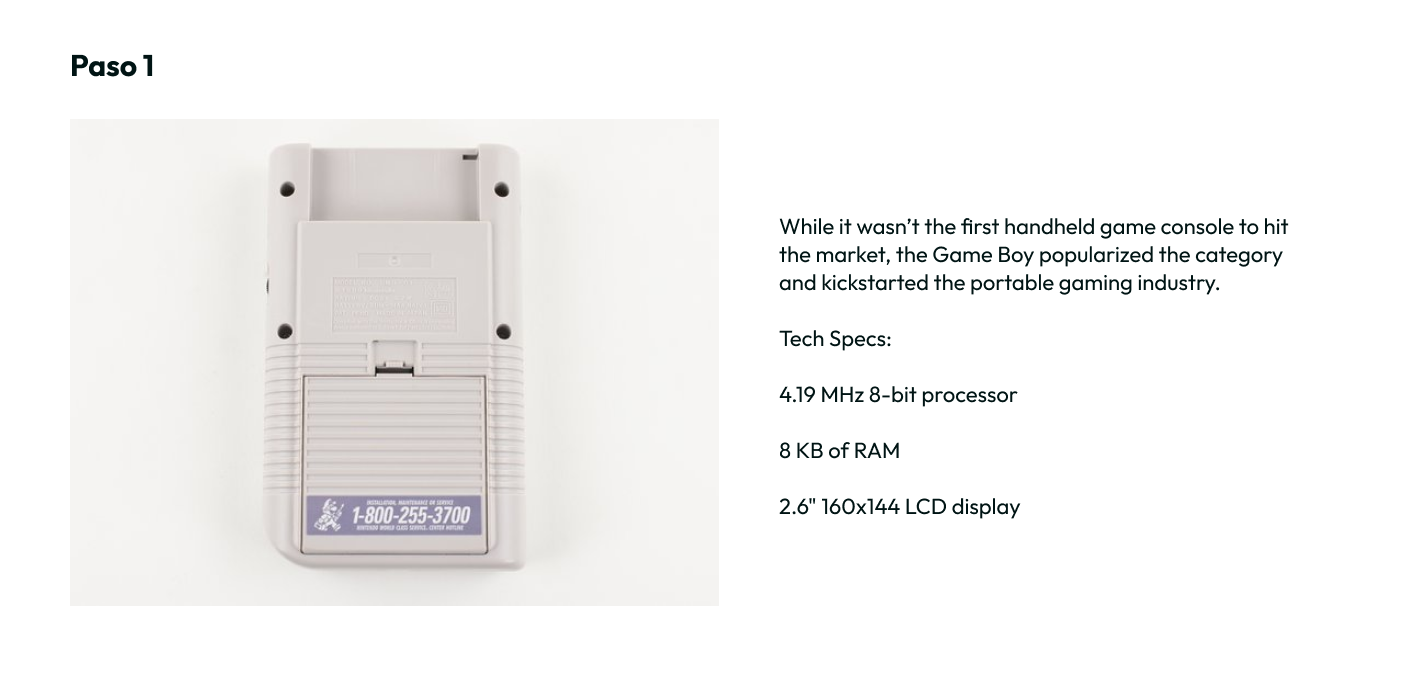 Paso 1
While it wasn’t the first handheld game console to hit
the market, the Game Boy popularized the category
and kickstarted the portable gaming industry.
Tech Specs:
4.19 MHz 8-bit processor
8 KB of RAM
2.6" 160x144 LCD display
INSTALLATION, MAINTENANCE OR SERVICE
1-800-255-3700
NINTENDO WORLD CLASS SERVICE CENTER HOTLINE